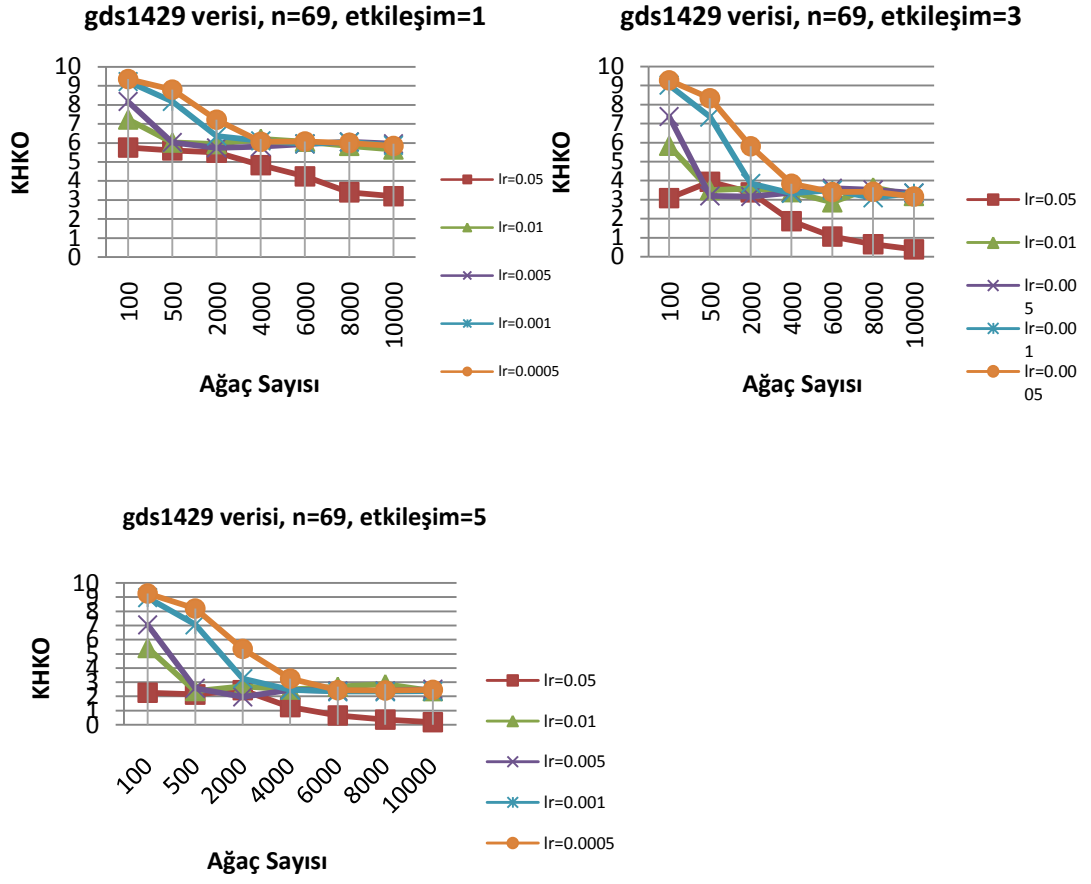 gds1429 verisi, n=69, etkileşim=1
10
9
8
7
6
5
4
3
2
1
0
KHKO
100
500
2000
4000
6000
8000
10000
Ağaç Sayısı
lr=0.05
lr=0.01
lr=0.005
lr=0.001
lr=0.0005
gds1429 verisi, n=69, etkileşim=3
10
9
8
7
6
5
4
3
2
1
0
KHKO
100
500
2000
4000
6000
8000
10000
Ağaç Sayısı
lr=0.05
lr=0.01
lr=0.00
5
lr=0.00
1
lr=0.00
05
gds1429 verisi, n=69, etkileşim=5
10
9
8
7
6
5
4
3
2
1
0
KHKO
100
500
2000
4000
6000
8000
10000
Ağaç Sayısı
lr=0.05
lr=0.01
lr=0.005
lr=0.001
lr=0.0005